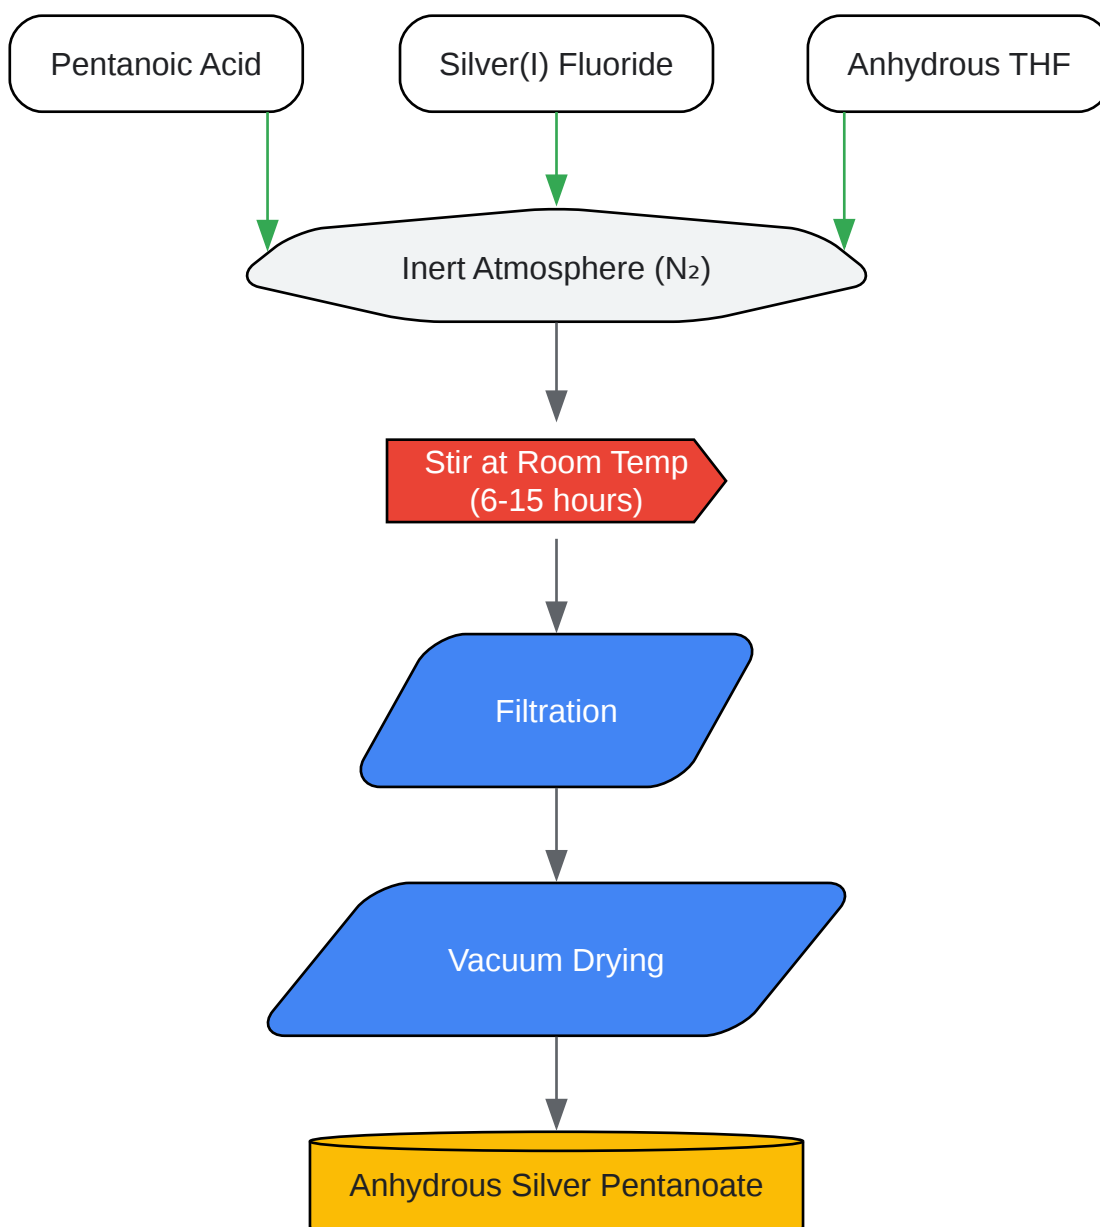 Pentanoic Acid
Silver(I) Fluoride
Anhydrous THF
Inert Atmosphere (N₂)
Stir at Room Temp
(6-15 hours)
Filtration
Vacuum Drying
Anhydrous Silver Pentanoate